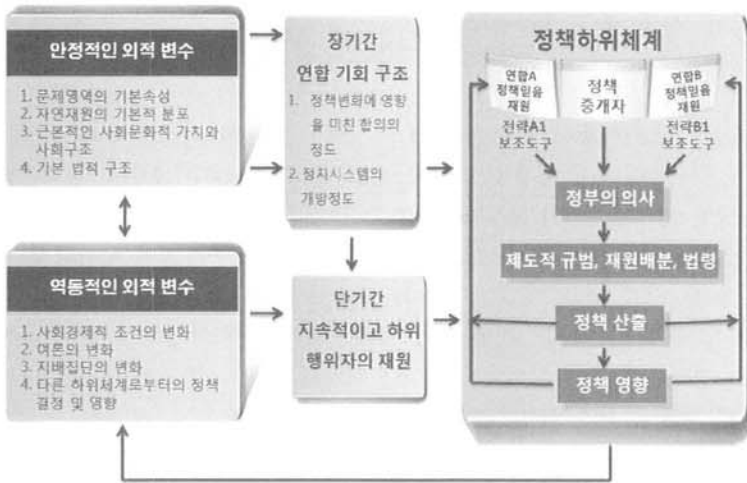 안정적인 외적 변수
1. 문제영역의 기본속성
2. 자연재원의 기본적 분포
3. 근본적인 사회문화적 가치와
사회구조
4. 기본 법적 구조
역동적인 외적 변수
1. 사회경제적 조건의 변화
2. 여론의 변화
3. 지배집단의 변화
4. 다른 하위체계로부터의 정책
결정 및 영향
장기간
연합 기회 구조
1. 정책변화에 영향
을 미친 합의의
정도
2. 정치시스템의
개방정도
단기간
지속적이고 하위
행위자의 재원
정책하위체계
연합A
정책믿음
재원
정책
중개자
연합B
정책믿음
재원
전략A1
보조도구
전략B1
보조도구
정부의 의사
제도적 규범, 재원배분, 법령
정책 산출
정책 영향